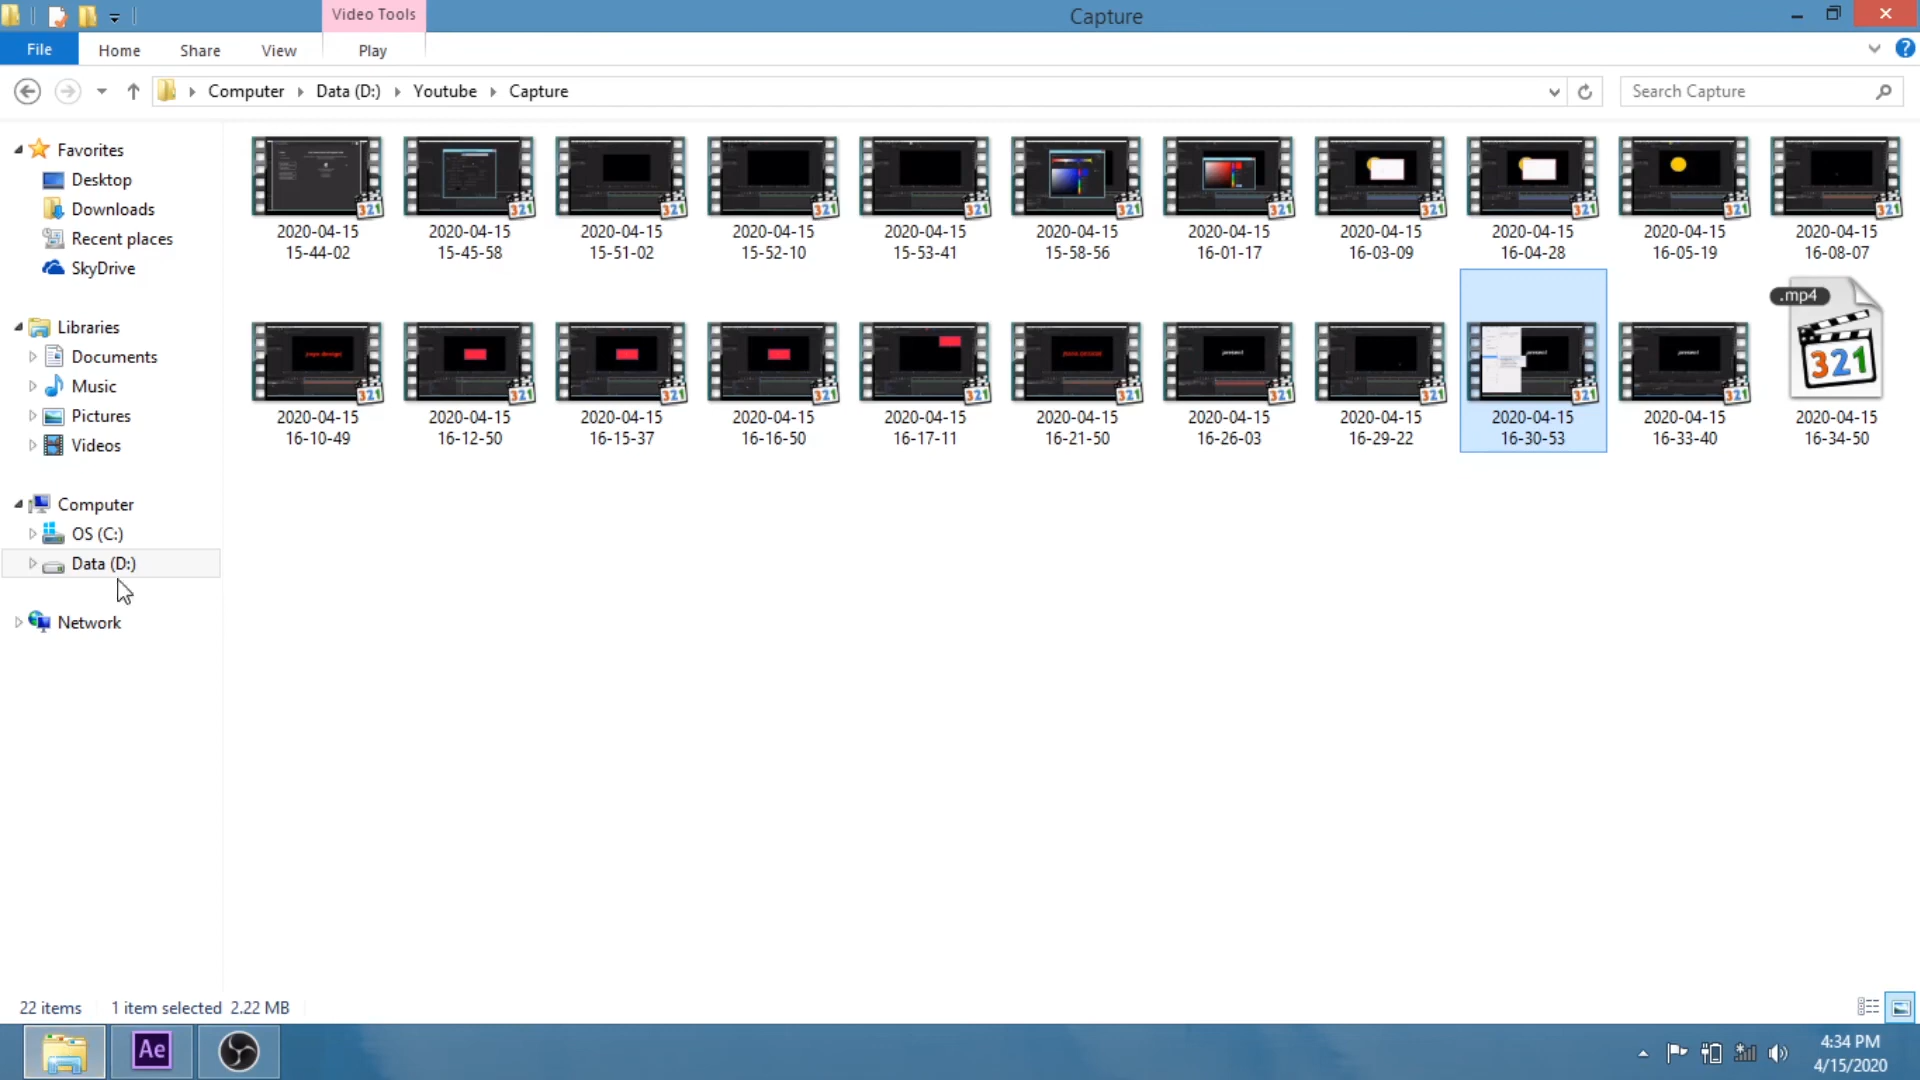 Video Tools
Capture
File
Home
Share
View
Play
Computer
Data (D:)
Youtube
Capture
Search Capture
Favorites
Desktop
Downloads
Recent places
SkyDrive
Libraries
Documents
Music
Pictures
Videos
Computer
OS (C:)
Data (D:)
Network
2020-04-15
15-44-02
2020-04-15
15-45-58
2020-04-15
15-51-02
2020-04-15
15-52-10
2020-04-15
15-53-41
2020-04-15
15-58-56
2020-04-15
16-01-17
2020-04-15
16-03-09
2020-04-15
16-04-28
2020-04-15
16-05-19
2020-04-15
16-08-07
2020-04-15
16-10-49
2020-04-15
16-12-50
2020-04-15
16-15-37
2020-04-15
16-16-50
2020-04-15
16-17-11
2020-04-15
16-21-50
2020-04-15
16-26-03
2020-04-15
16-29-22
2020-04-15
16-30-53
2020-04-15
16-33-40
.mp4
321
2020-04-15
16-34-50
22 items
1 item selected 2.22 MB
Ae
4:34 PM
4/15/2020